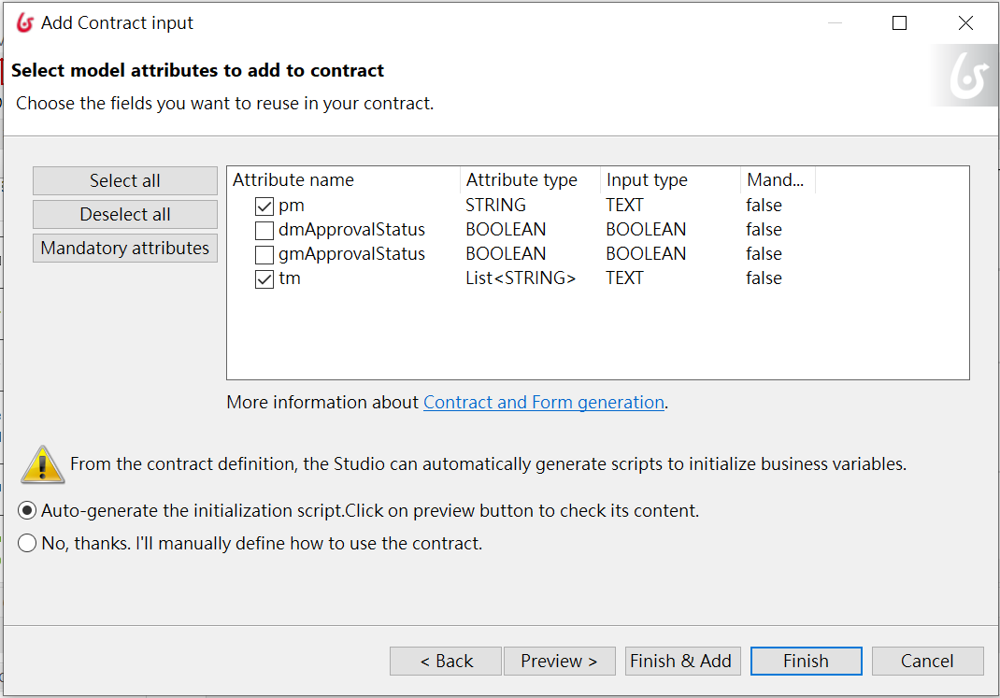 Add Contract input
Select model attributes to add to contract
Choose the fields you want to reuse in your contract.
Select all
Deselect all
Mandatory attributes
Attribute name Attribute type Input type Mand...
pm STRING TEXT false
dmApprovalStatus BOOLEAN BOOLEAN false
gmApprovalStatus BOOLEAN BOOLEAN false
tm List<STRING> TEXT false
More information about Contract and Form generation.
From the contract definition, the Studio can automatically generate scripts to initialize business variables.
Auto-generate the initialization script.Click on preview button to check its content.
No, thanks. I'll manually define how to use the contract.
< Back Preview > Finish & Add Finish Cancel